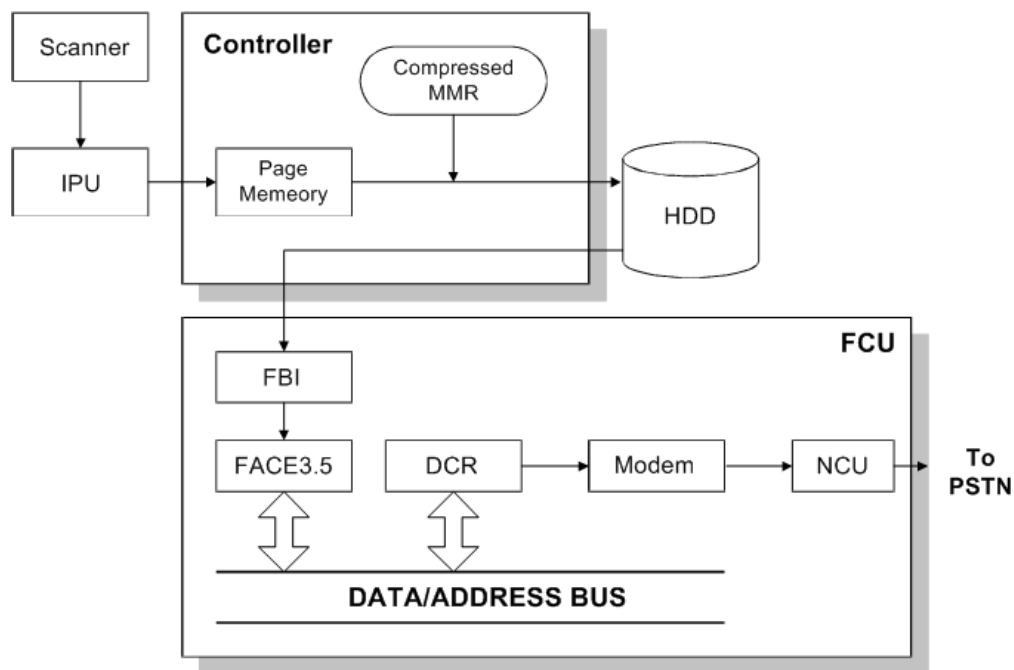 Scanner
Controller
Compressed
MMR
IPU
Page
Memeory
HDD
FCU
FBI
FACE3.5
DCR
Modem
NCU
To
PSTN
DATA/ADDRESS BUS